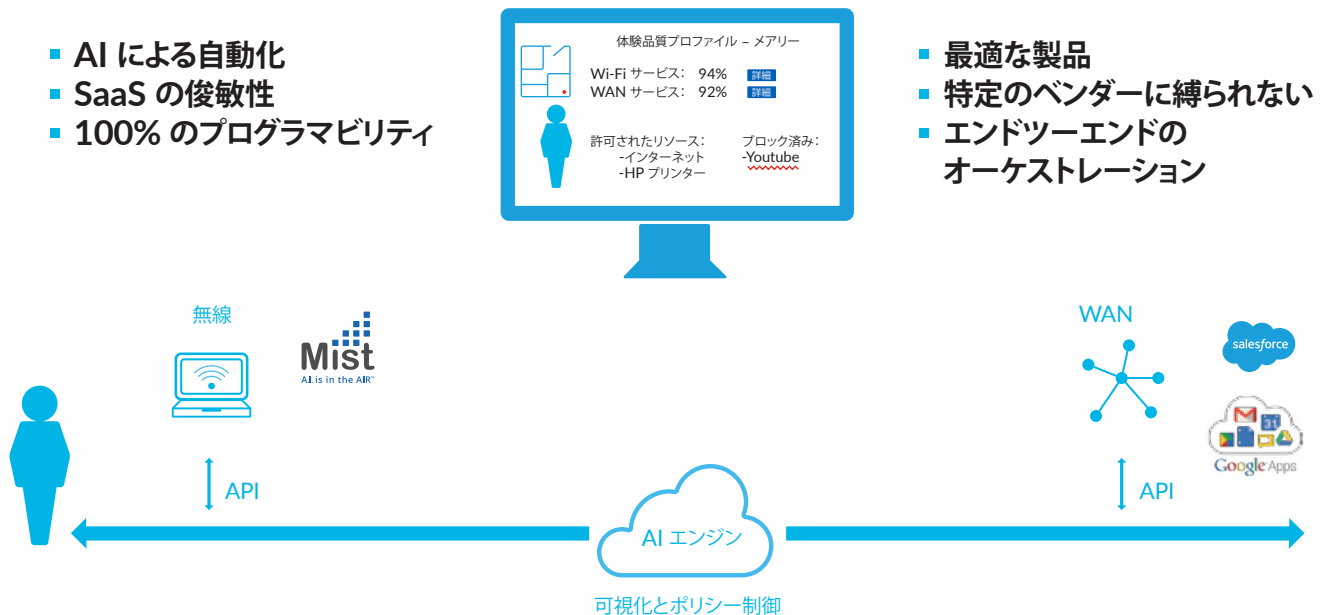 AI による自動化
SaaS の俊敏性
100% のプログラマビリティ
体験品質プロファイル – メアリー
Wi-Fi サービス： 94% 詳細
WAN サービス： 92% 詳細
許可されたリソース：
-インターネット
-HP プリンター
ブロック済み：
-Youtube
最適な製品
特定のベンダーに縛られない
エンドツーエンドの
オーケストレーション
無線
Mist
A.I. is in the AIR™
WAN
salesforce
31
Google Apps
API
API
AI エンジン
可視化とポリシー制御